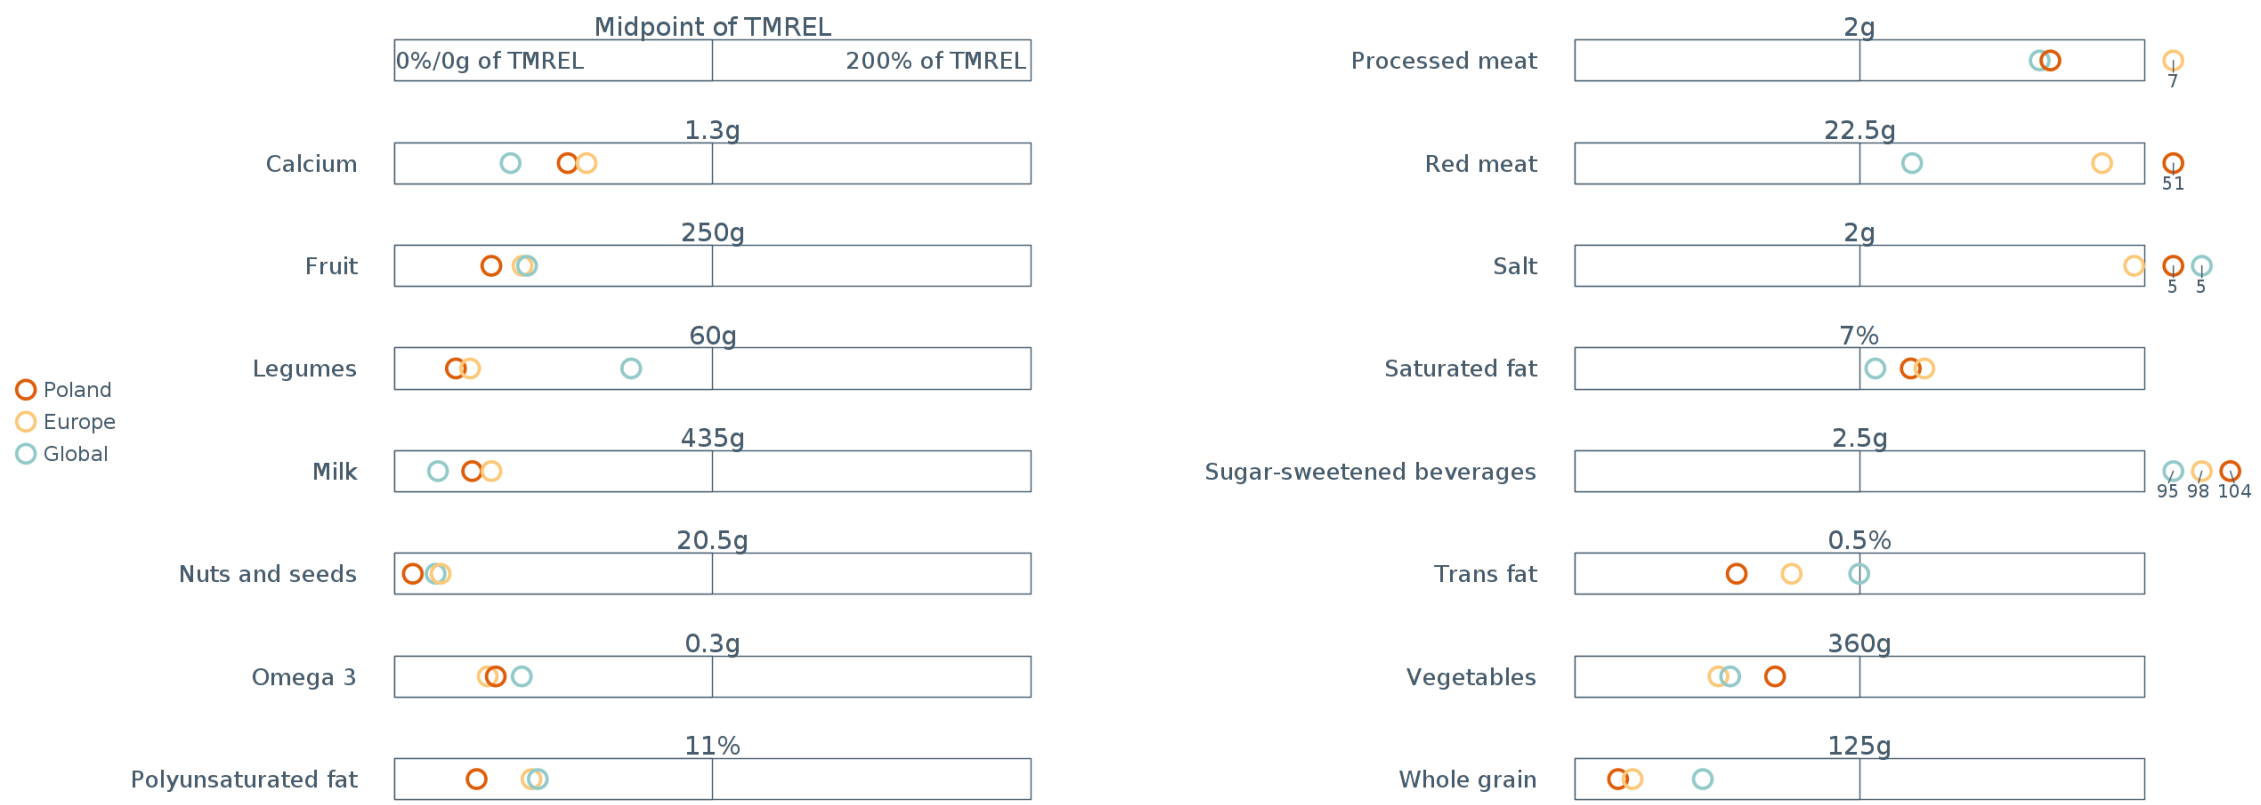 Midpoint of TMREL
0%/0g of TMREL 200% of TMREL
1.3g
Calcium
250g
Fruit
60g
Legumes
435g
Milk
20.5g
Nuts and seeds
0.3g
Omega 3
11%
Polyunsaturated fat
Poland
Europe
Global
2g
Processed meat
7
22.5g
Red meat
51
2g
Salt
5 5
7%
Saturated fat
2.5g
Sugar-sweetened beverages
95 98 104
0.5%
Trans fat
360g
Vegetables
125g
Whole grain